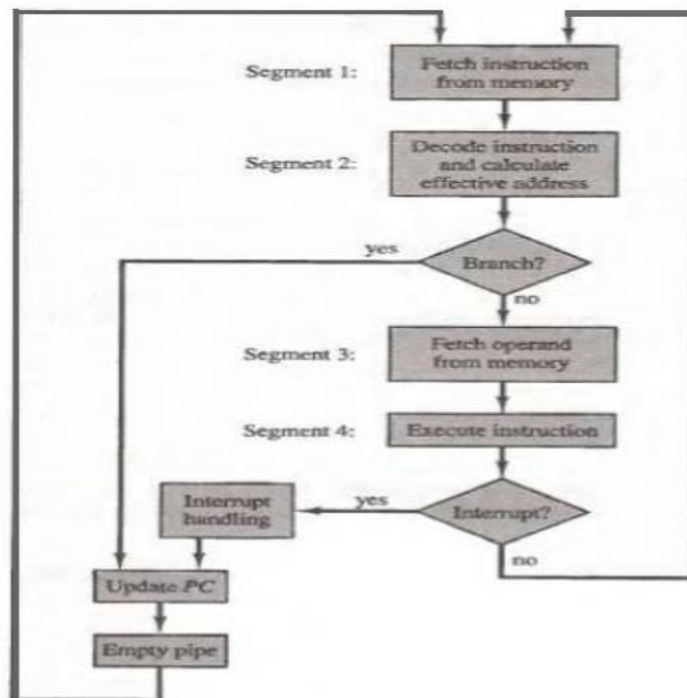 Segment 1:
Fetch instruction
from memory
Segment 2:
Decode instruction
and calculate
effective address
yes
Branch?
no
Segment 3:
Fetch operand
from memory
Segment 4:
Execute instruction
Interrupt
handling
yes
Interrupt?
no
Update PC
Empty pipe